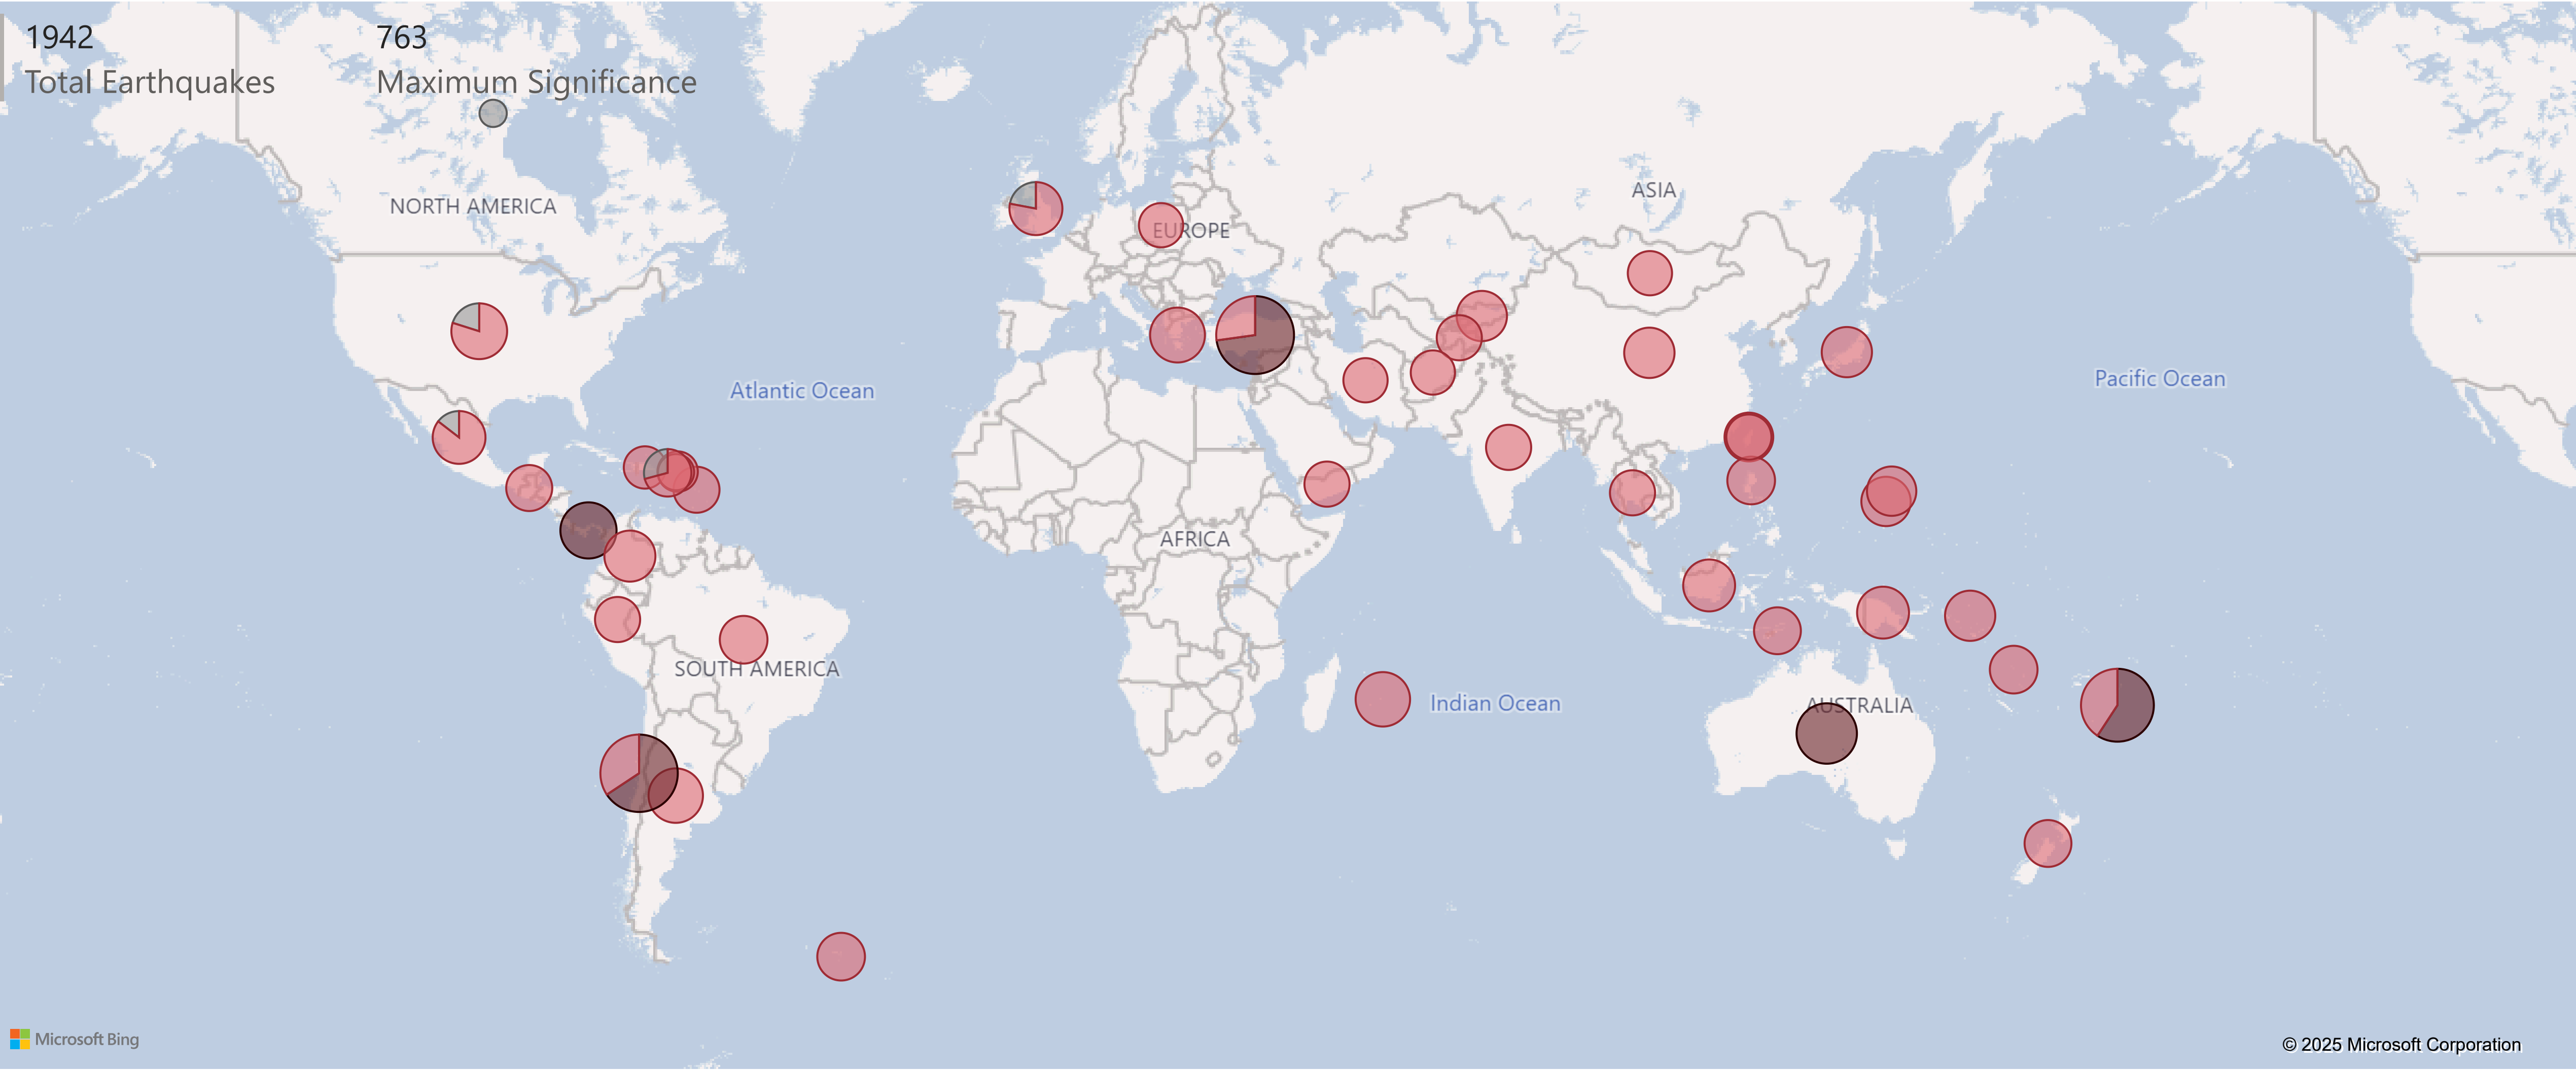 1942
Total Earthquakes
763
Maximum Significance
NORTH AMERICA
EUROPE
ASIA
Atlantic Ocean
Pacific Ocean
AFRICA
SOUTH AMERICA
Indian Ocean
AUSTRALIA
Microsoft Bing
© 2025 Microsoft Corporation